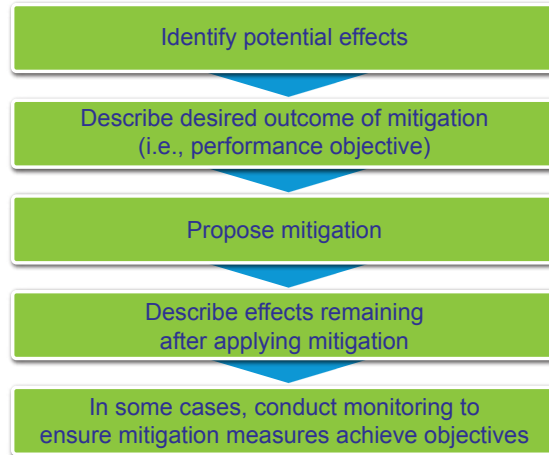 Identify potential effects
Describe desired outcome of mitigation
(i.e., performance objective)
Propose mitigation
Describe effects remaining
after applying mitigation
In some cases, conduct monitoring to
ensure mitigation measures achieve objectives